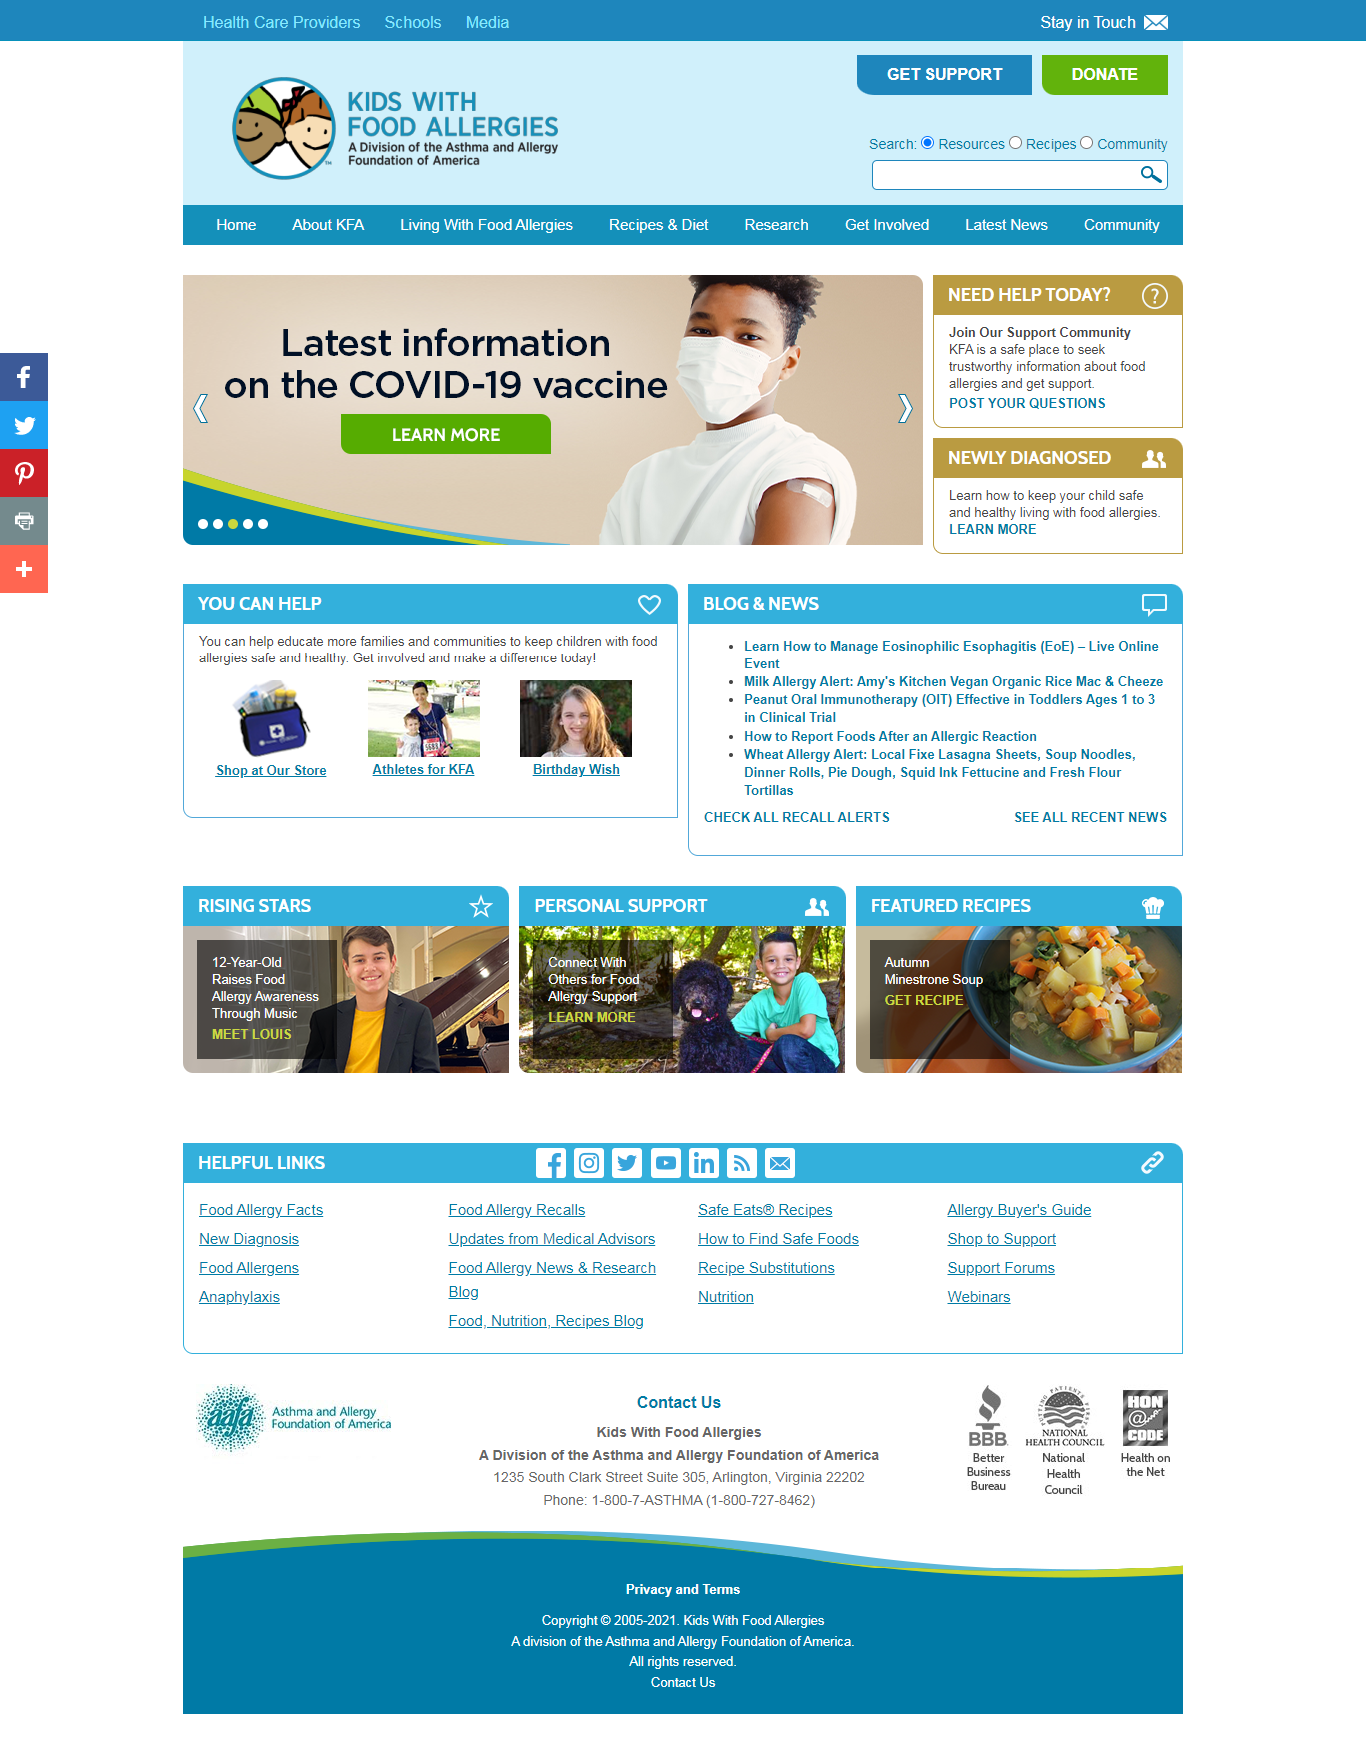 Health Care Providers Schools Media Stay in Touch
GET SUPPORT DONATE
KIDS WITH
FOOD ALLERGIES
A Division of the Asthma and Allergy
Foundation of America
™
Search: Resources Recipes Community
Home About KFA Living With Food Allergies Recipes & Diet Research Get Involved Latest News Community
Latest information
on the COVID-19 vaccine
LEARN MORE
NEED HELP TODAY?
Join Our Support Community
KFA is a safe place to seek
trustworthy information about food
allergies and get support.
POST YOUR QUESTIONS
NEWLY DIAGNOSED
Learn how to keep your child safe
and healthy living with food allergies.
LEARN MORE
YOU CAN HELP
You can help educate more families and communities to keep children with food
allergies safe and healthy. Get involved and make a difference today!
Shop at Our Store
Athletes for KFA
Birthday Wish
BLOG & NEWS
Learn How to Manage Eosinophilic Esophagitis (EoE) – Live Online
Event
Milk Allergy Alert: Amy's Kitchen Vegan Organic Rice Mac & Cheeze
Peanut Oral Immunotherapy (OIT) Effective in Toddlers Ages 1 to 3
in Clinical Trial
How to Report Foods After an Allergic Reaction
Wheat Allergy Alert: Local Fixe Lasagna Sheets, Soup Noodles,
Dinner Rolls, Pie Dough, Squid Ink Fettucine and Fresh Flour
Tortillas
CHECK ALL RECALL ALERTS SEE ALL RECENT NEWS
RISING STARS
12-Year-Old
Raises Food
Allergy Awareness
Through Music
MEET LOUIS
PERSONAL SUPPORT
Connect With
Others for Food
Allergy Support
LEARN MORE
FEATURED RECIPES
Autumn
Minestrone Soup
GET RECIPE
HELPFUL LINKS
Food Allergy Facts
New Diagnosis
Food Allergens
Anaphylaxis
Food Allergy Recalls
Updates from Medical Advisors
Food Allergy News & Research
Blog
Food, Nutrition, Recipes Blog
Safe Eats® Recipes
How to Find Safe Foods
Recipe Substitutions
Nutrition
Allergy Buyer's Guide
Shop to Support
Support Forums
Webinars
aafa
Asthma and Allergy
Foundation of America
Contact Us
Kids With Food Allergies
A Division of the Asthma and Allergy Foundation of America
1235 South Clark Street Suite 305, Arlington, Virginia 22202
Phone: 1-800-7-ASTHMA (1-800-727-8462)
BBB
Better
Business
Bureau
NATIONAL
HEALTH COUNCIL
National
Health
Council
HON
@
CODE
Health on
the Net
Privacy and Terms
Copyright © 2005-2021. Kids With Food Allergies
A division of the Asthma and Allergy Foundation of America.
All rights reserved.
Contact Us